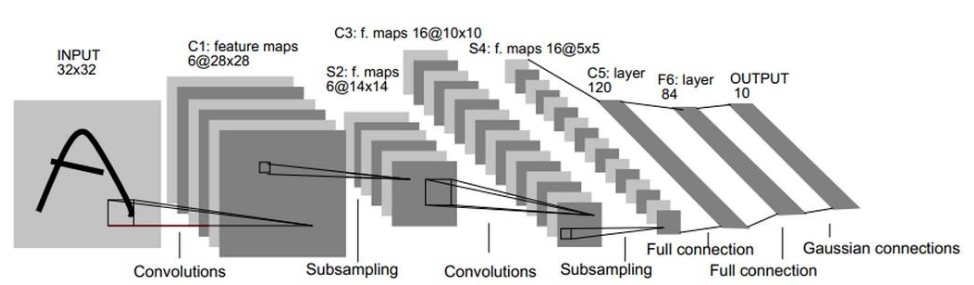 INPUT
32x32
C1: feature maps
6@28x28
S2: f. maps
6@14x14
C3: f. maps 16@10x10
S4: f. maps 16@5x5
C5: layer
120
F6: layer
84
OUTPUT
10
A
Convolutions
Subsampling
Convolutions
Subsampling
Full connection
Full connection
Gaussian connections